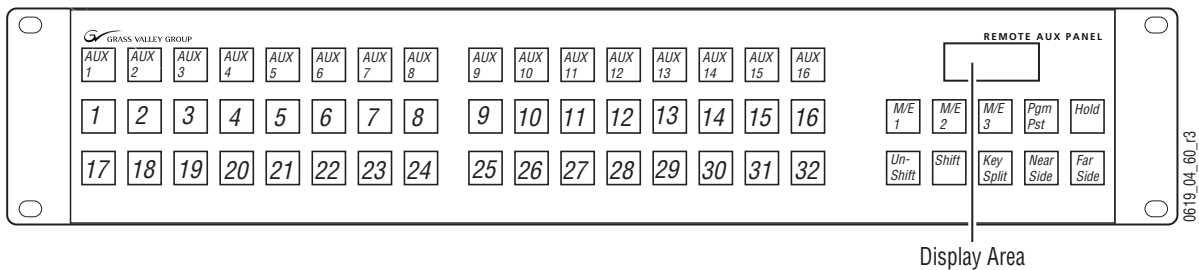 GRASS VALLEY GROUP
REMOTE AUX PANEL
AUX 1 AUX 2 AUX 3 AUX 4 AUX 5 AUX 6 AUX 7 AUX 8 AUX 9 AUX 10 AUX 11 AUX 12 AUX 13 AUX 14 AUX 15 AUX 16
1 2 3 4 5 6 7 8 9 10 11 12 13 14 15 16
M/E 1 M/E 2 M/E 3 Pgm Pst Hold
17 18 19 20 21 22 23 24 25 26 27 28 29 30 31 32
Un-Shift Shift Key Split Near Side Far Side
0619_04_60_r3
Display Area